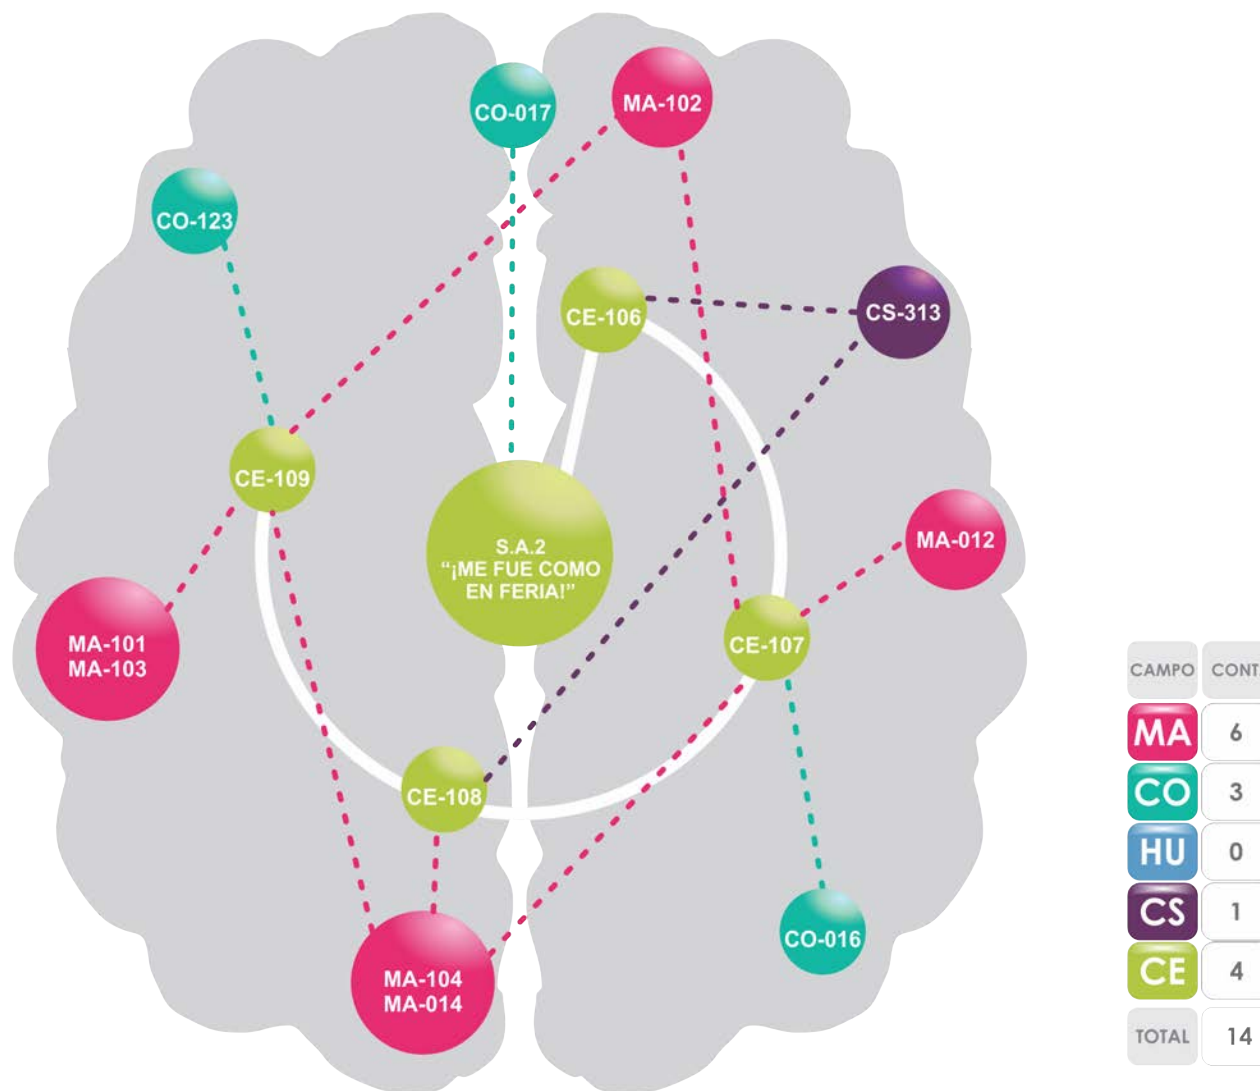 CO-017
MA-102
CO-123
CE-106
CS-313
CE-109
S.A.2
“¡ME FUE COMO
EN FERIA!”
MA-012
MA-101
MA-103
CE-107
CE-108
CO-016
MA-104
MA-014
CAMPO CONT
MA 6
CO 3
HU 0
CS 1
CE 4
TOTAL 14